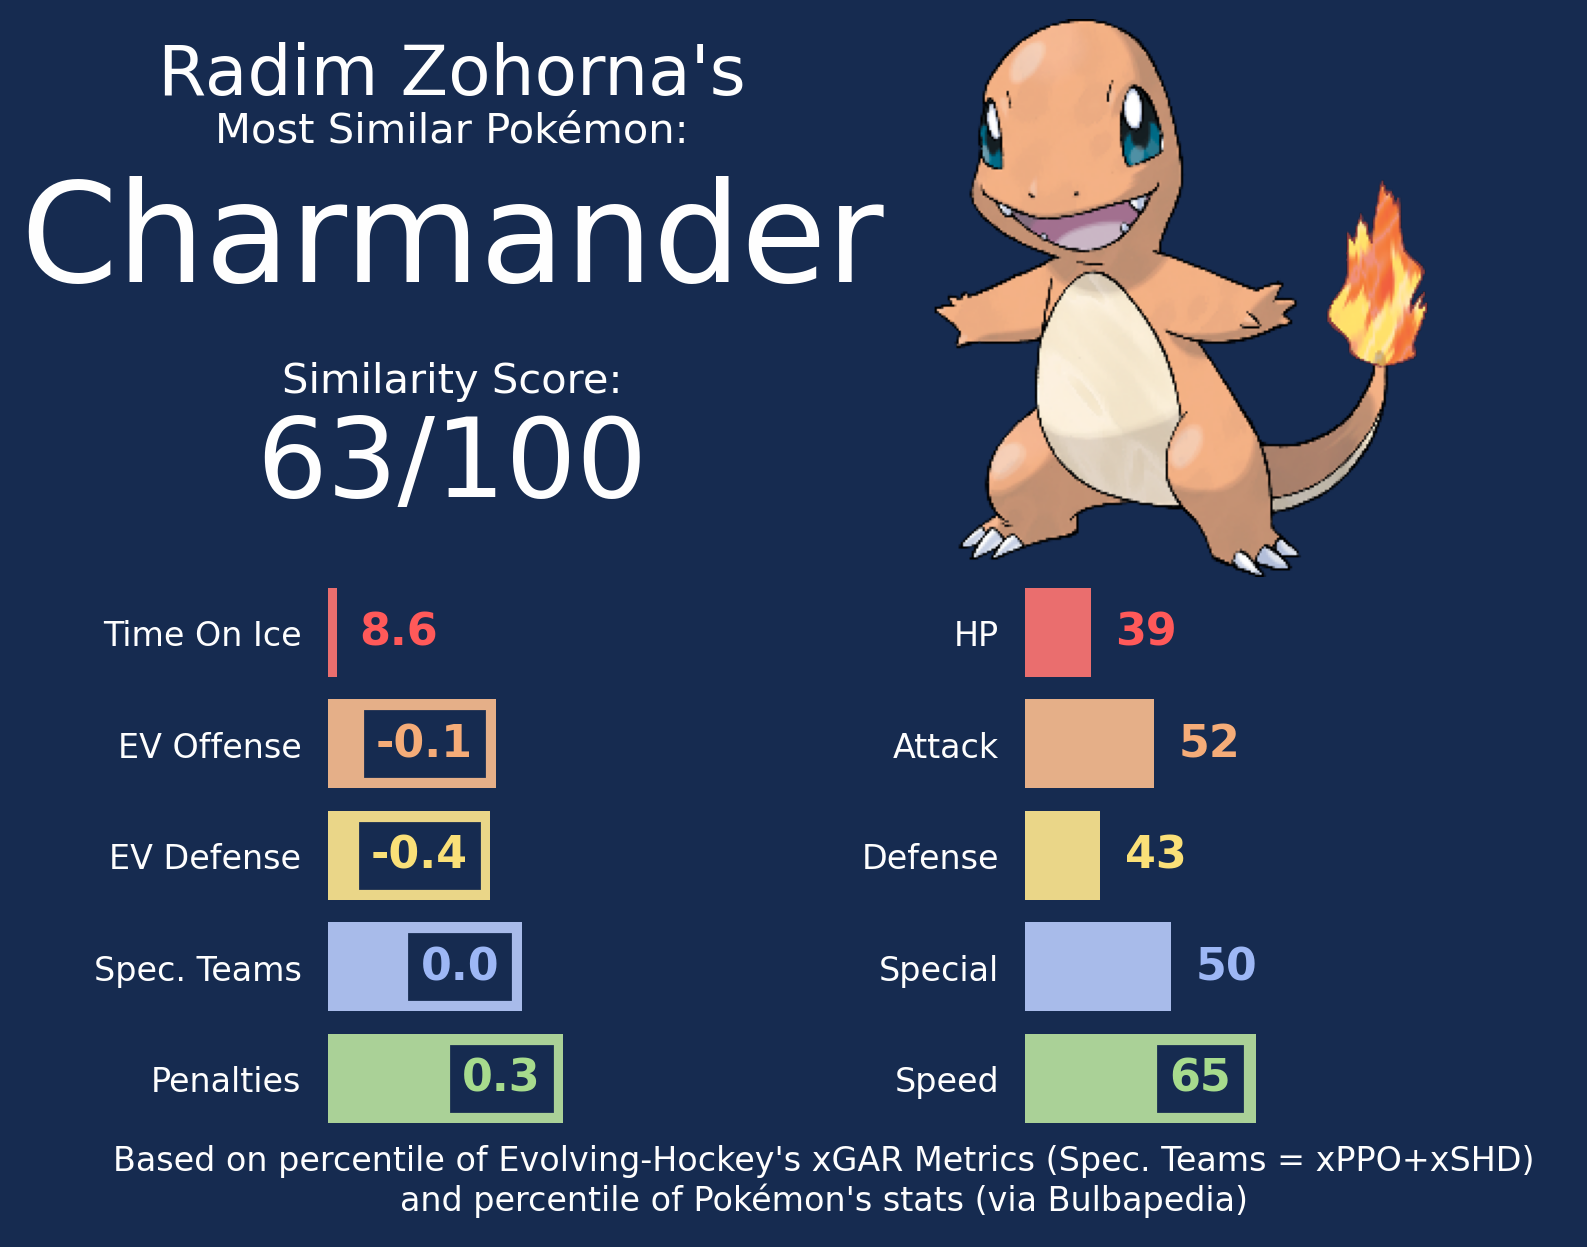 Radim Zohorna's
Most Similar Pokémon:
Charmander
Similarity Score:
63/100
Time On Ice 8.6
EV Offense -0.1
EV Defense -0.4
Spec. Teams 0.0
Penalties 0.3
HP 39
Attack 52
Defense 43
Special 50
Speed 65
Based on percentile of Evolving-Hockey's xGAR Metrics (Spec. Teams = xPPO+xSHD)
and percentile of Pokémon's stats (via Bulbapedia)